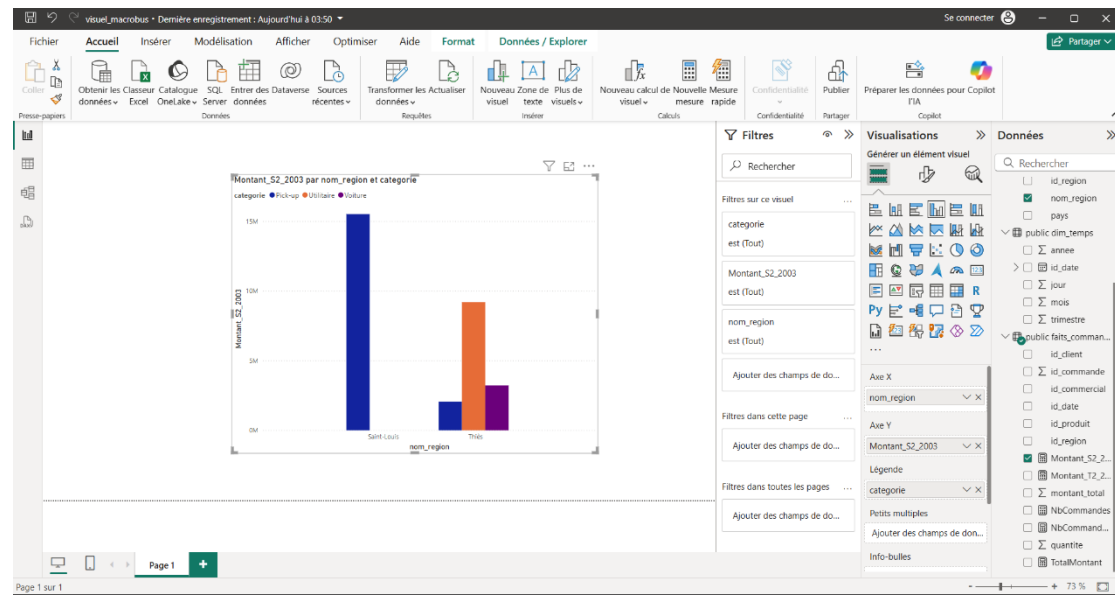 visuel_macrobus • Dernière enregistrement : Aujourd'hui à 03:50
Se connecter
Fichier Accueil Insérer Modélisation Afficher Optimiser Aide Format Données / Explorer
Partager
Coller
Obtenir les données
Classeur Excel
Catalogue OneLake
SQL Server
Entrer des données
Dataverse
Sources récentes
Transformer les données
Actualiser
Nouveau visuel
Zone de texte
Plus de visuels
Nouveau calcul de visuel
Nouvelle mesure
Mesure rapide
Confidentialité
Publier
Préparer les données pour l'IA
Copilot
Presse-papiers Données Requêtes Insérer Calculs Confidentialité Partager Copilot
Montant_S2_2003 par nom_region et categorie
categorie Pick-up Utilitaire Voiture
15M
10M
5M
0M
Montant_S2_2003
Saint-Louis Thiès
nom_region
Filtres
Rechercher
Filtres sur ce visuel
categorie
est (Tout)
Montant_S2_2003
est (Tout)
nom_region
est (Tout)
Ajouter des champs de do...
Filtres dans cette page
Ajouter des champs de do...
Filtres dans toutes les pages
Ajouter des champs de do...
Visualisations
Générer un élément visuel
R
Py
123
...
Axe X
nom_region
Axe Y
Montant_S2_2003
Légende
categorie
Petits multiples
Ajouter des champs de don...
Info-bulles
Données
Rechercher
id_region
nom_region
pays
public dim_temps
annee
id_date
jour
mois
trimestre
public faits_comman...
id_client
id_commande
id_commercial
id_date
id_produit
id_region
Montant_S2_2...
Montant_T2_2...
montant_total
NbCommandes
NbCommand...
quantite
TotalMontant
Page 1
Page 1 sur 1
73 %